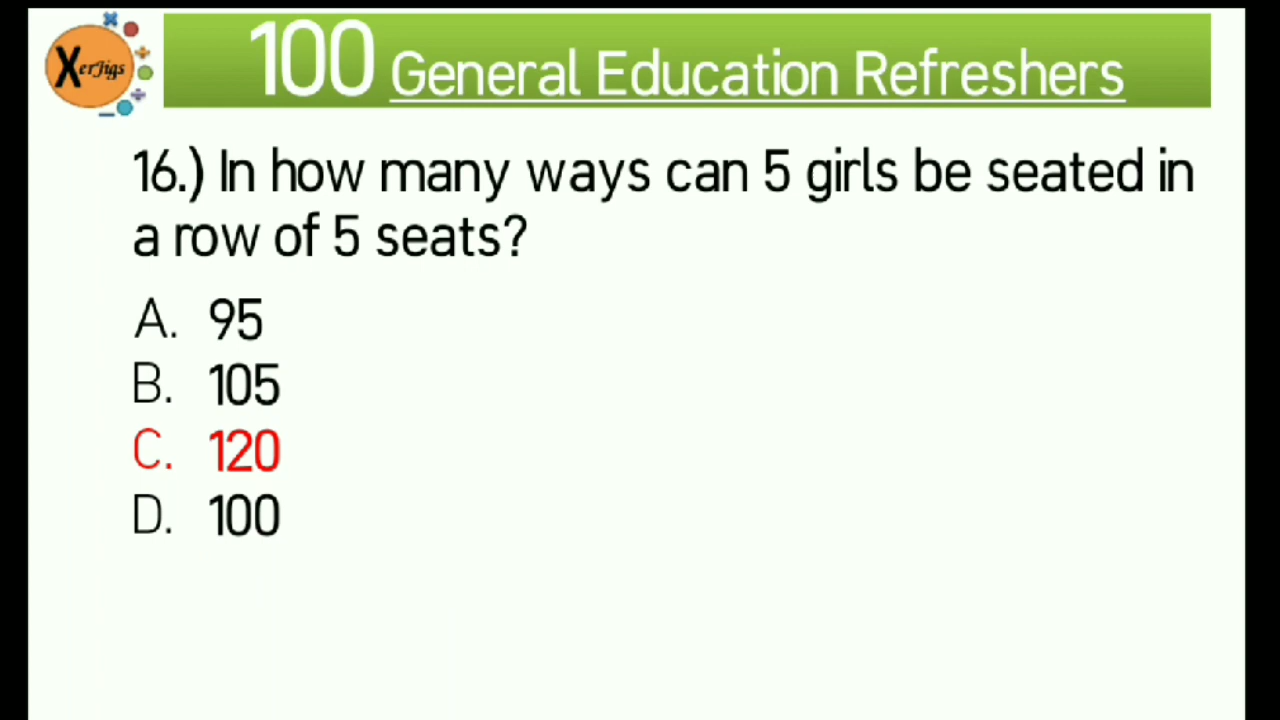 XerJigs
100 General Education Refreshers
16.) In how many ways can 5 girls be seated in
a row of 5 seats?
A. 95
B. 105
C. 120
D. 100